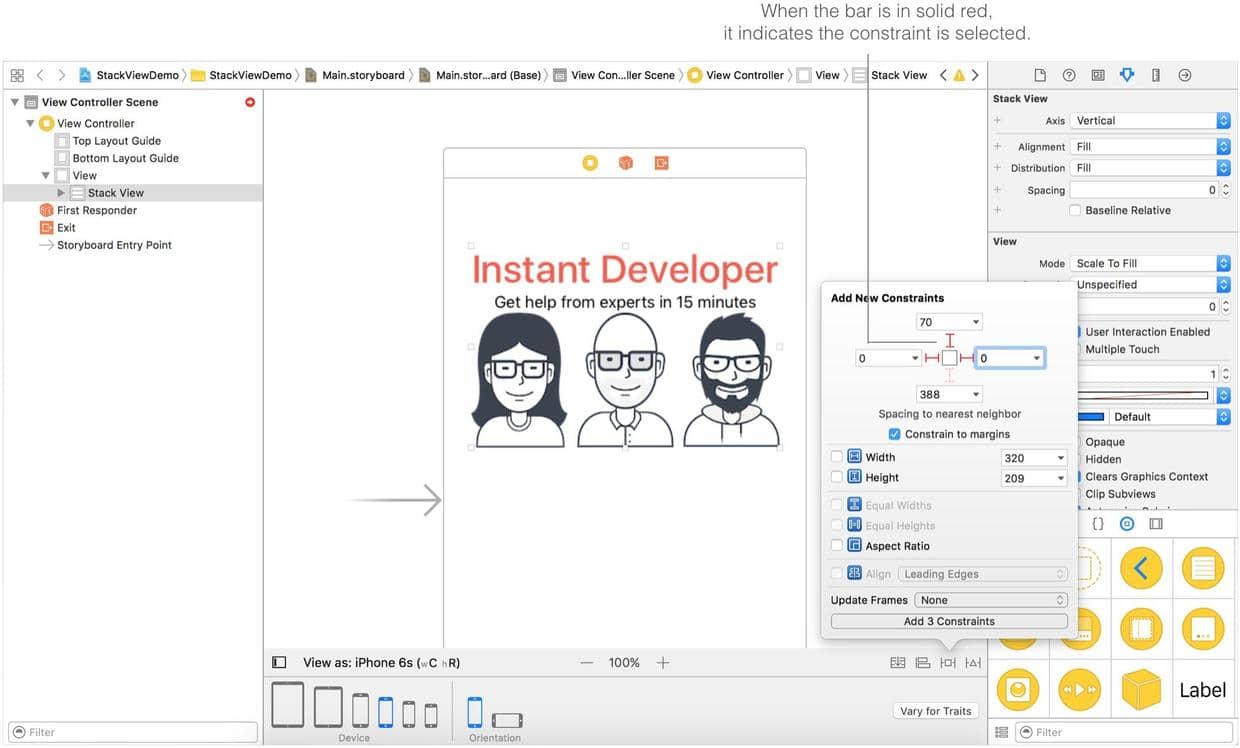 When the bar is in solid red,
it indicates the constraint is selected.
StackViewDemo StackViewDemo Main.storyboard Main.stor...ard (Base) View Con...ller Scene View Controller View Stack View
View Controller Scene
View Controller
Top Layout Guide
Bottom Layout Guide
View
Stack View
First Responder
Exit
Storyboard Entry Point
Filter
Instant Developer
Get help from experts in 15 minutes
Add New Constraints
70
0 0
388
Spacing to nearest neighbor
Constrain to margins
Width 320
Height 209
Equal Widths
Equal Heights
Aspect Ratio
Align Leading Edges
Update Frames None
Add 3 Constraints
View as: iPhone 6s (wC hR) — 100% +
Device
Orientation
Vary for Traits
Stack View
Axis Vertical
Alignment Fill
Distribution Fill
Spacing 0
Baseline Relative
View
Mode Scale To Fill
Unspecified
0
User Interaction Enabled
Multiple Touch
1
Default
Opaque
Hidden
Clears Graphics Context
Clip Subviews
{}
Label
Filter